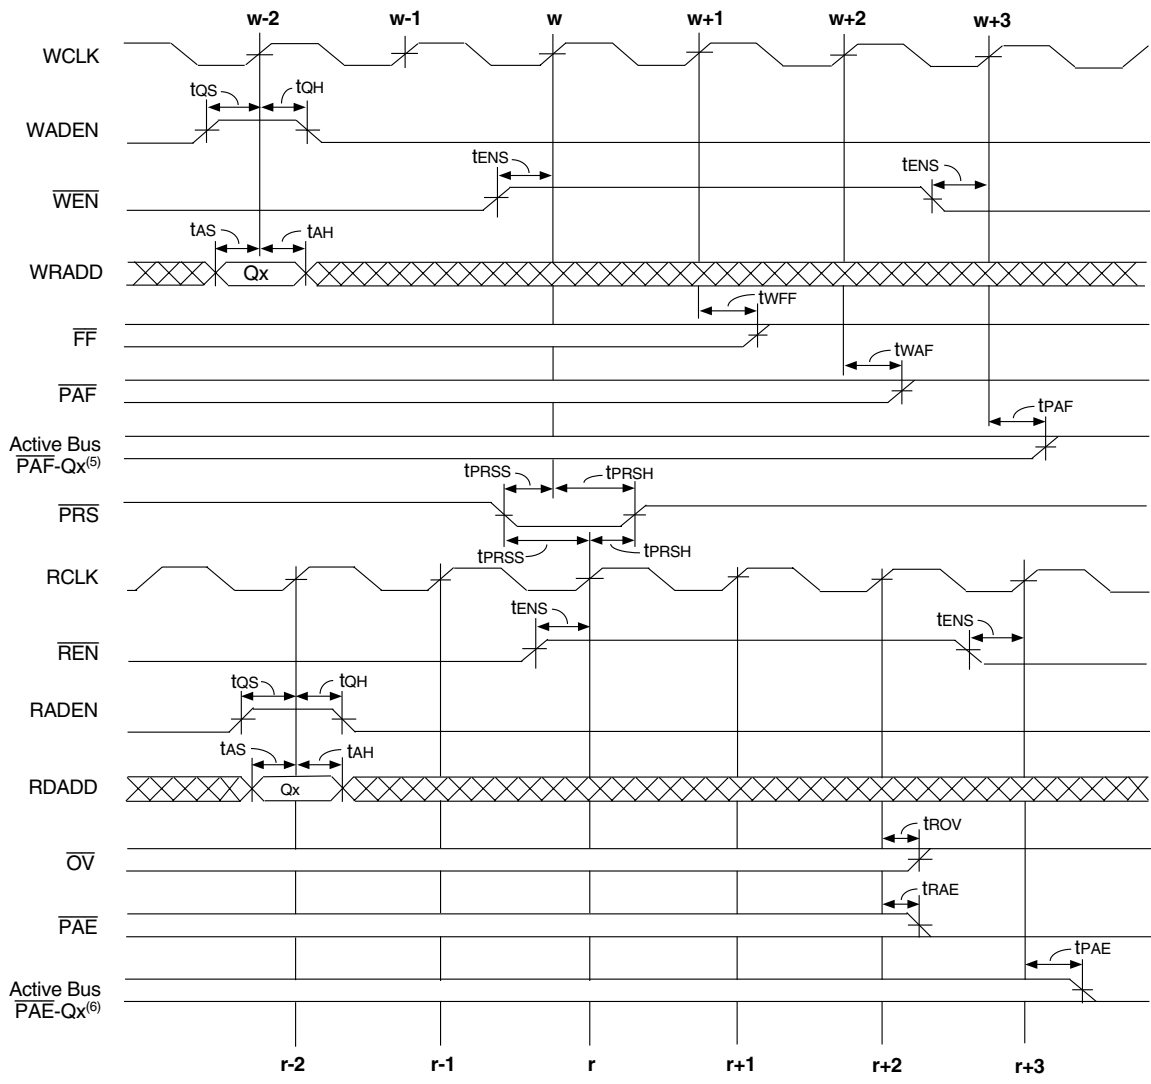 w-2 w-1 w w+1 w+2 w+3
WCLK
tQS tQH
WADEN
tENS tENS
WEN
tAS tAH
WRADD Qx
tWFF
FF
tWAF
PAF
tPAF
Active Bus
PAF-Qx(5)
tPRSS tPRSH
PRS
tPRSS tPRSH
RCLK
tENS tENS
REN
tQS tQH
RADEN
tAS tAH
RDADD Qx
tROV
OV
tRAE
PAE
tPAE
Active Bus
PAE-Qx(6)
r-2 r-1 r r+1 r+2 r+3